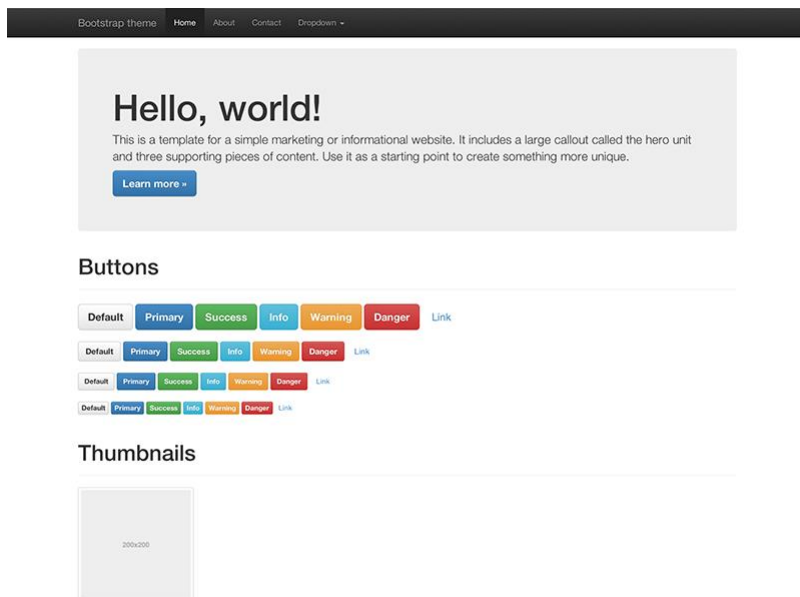 Bootstrap theme Home About Contact Dropdown
Hello, world!
This is a template for a simple marketing or informational website. It includes a large callout called the hero unit
and three supporting pieces of content. Use it as a starting point to create something more unique.
Learn more »
Buttons
Default Primary Success Info Warning Danger Link
Default Primary Success Info Warning Danger Link
Default Primary Success Info Warning Danger Link
Default Primary Success Info Warning Danger Link
Thumbnails
200x200